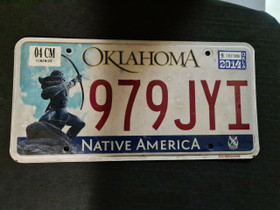 04 CM
OKLAHOMA
2014
979JYI
NATIVE AMERICA